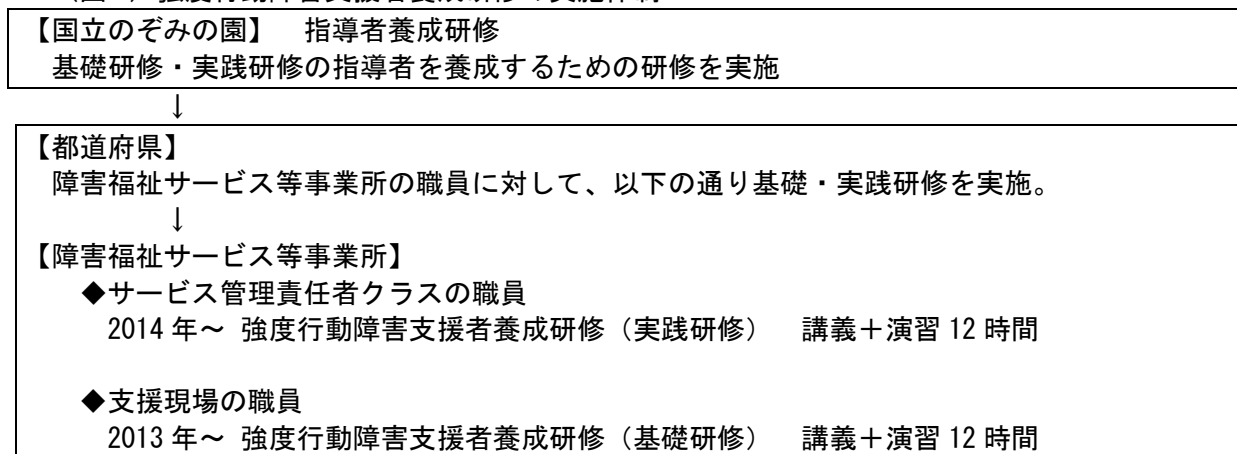 【国立のぞみの園】　指導者養成研修
基礎研修・実践研修の指導者を養成するための研修を実施
↓
【都道府県】
障害福祉サービス等事業所の職員に対して、以下の通り基礎・実践研修を実施。
↓
【障害福祉サービス等事業所】
◆サービス管理責任者クラスの職員
2014 年～ 強度行動障害支援者養成研修（実践研修）　講義＋演習 12 時間
◆支援現場の職員
2013 年～ 強度行動障害支援者養成研修（基礎研修）　講義＋演習 12 時間